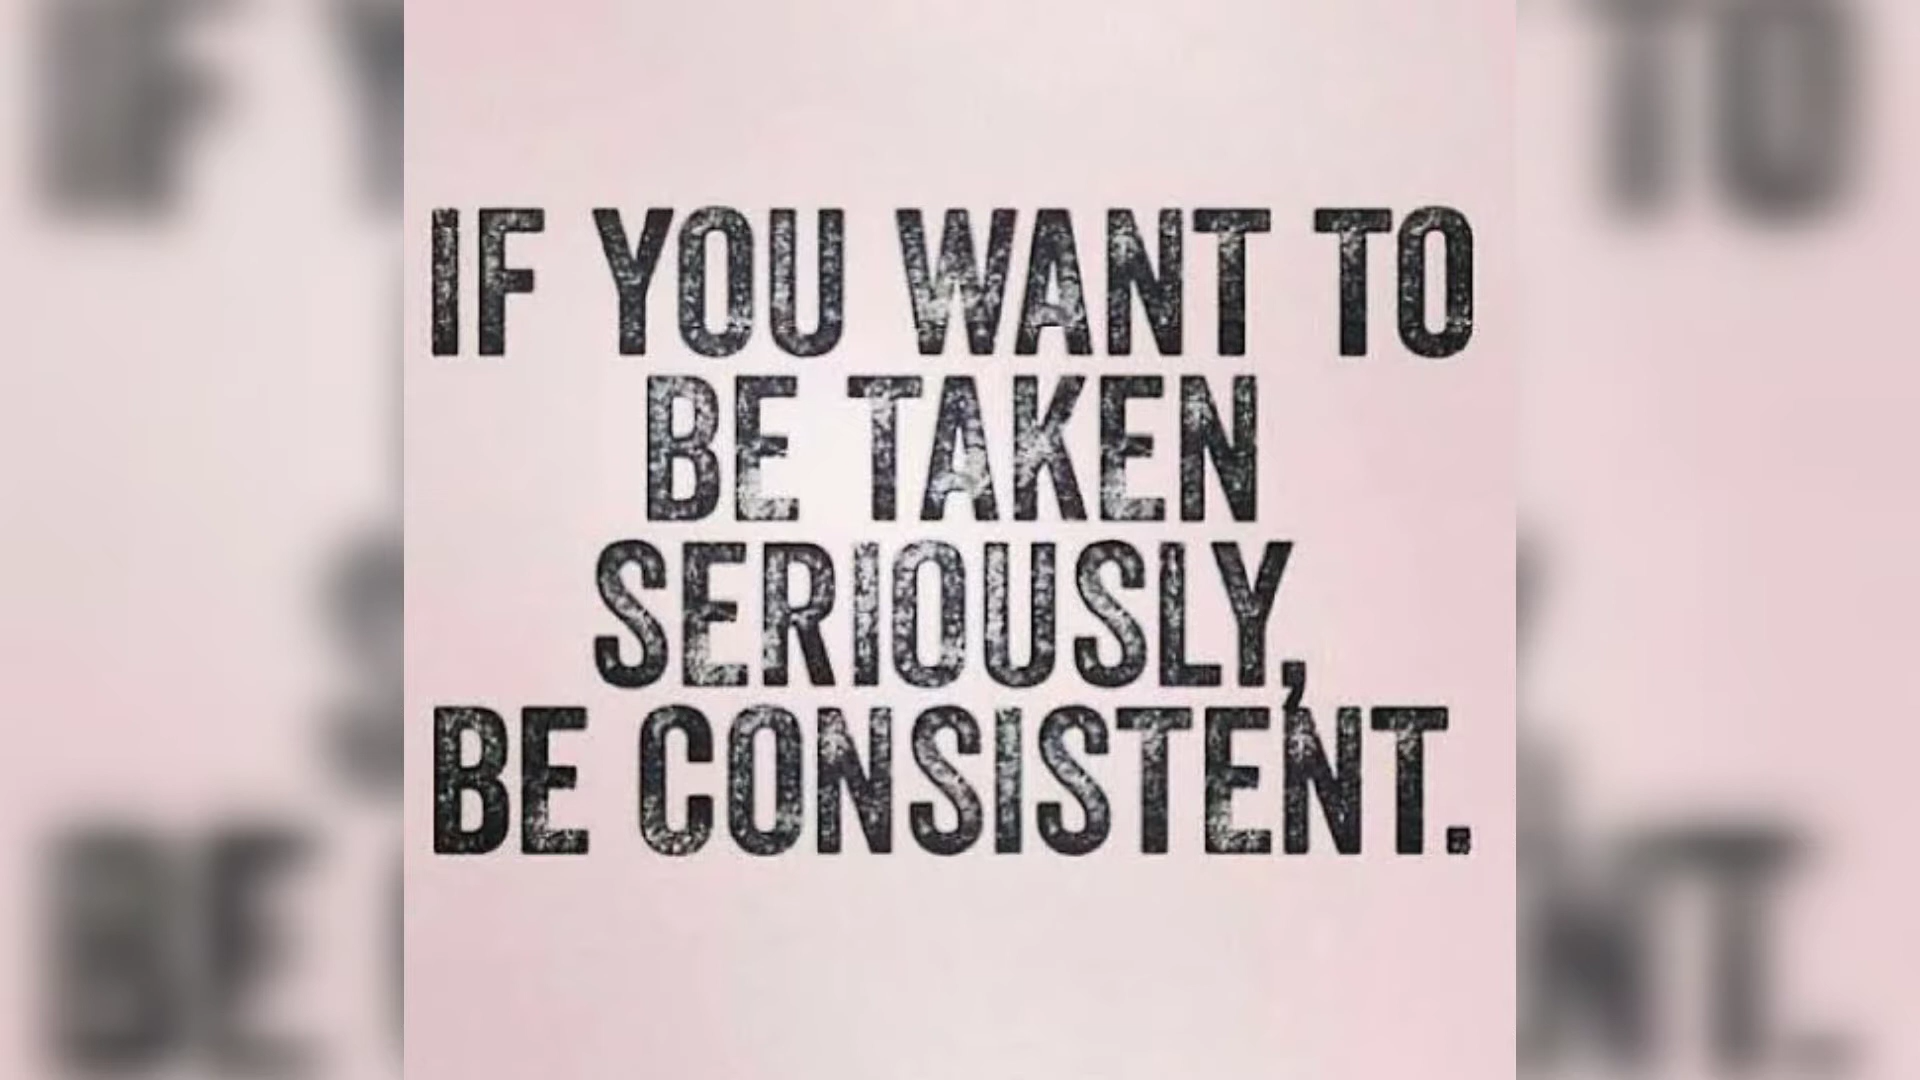 IF YOU WANT TO
BE TAKEN
SERIOUSLY,
BE CONSISTENT.